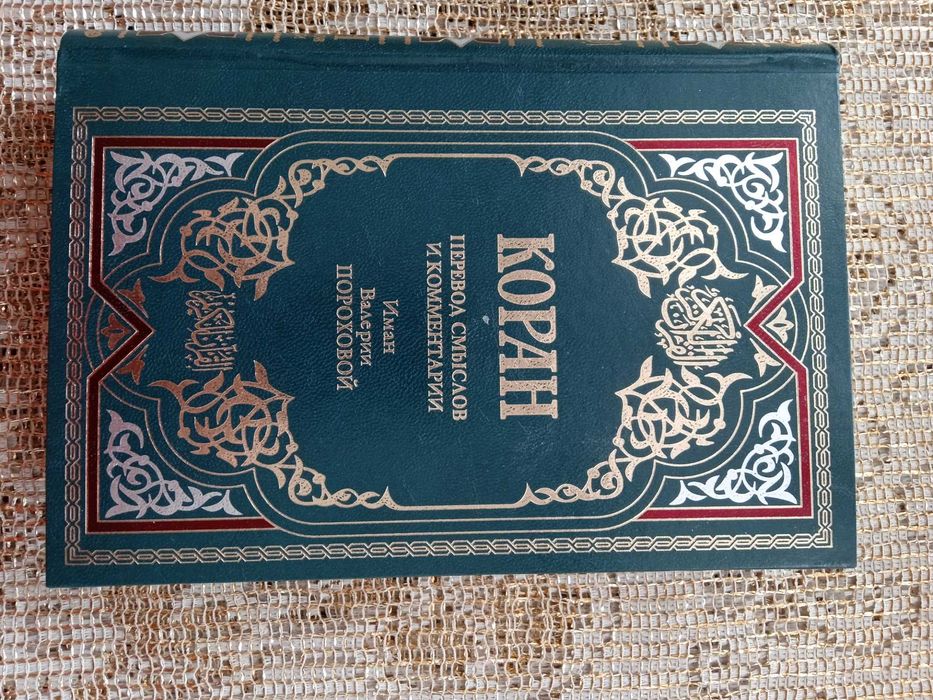 КОРАН
ПЕРЕВОД СМЫСЛОВ
И КОММЕНТАРИИ
Иман
Валерии
ПОРОХОВОЙ